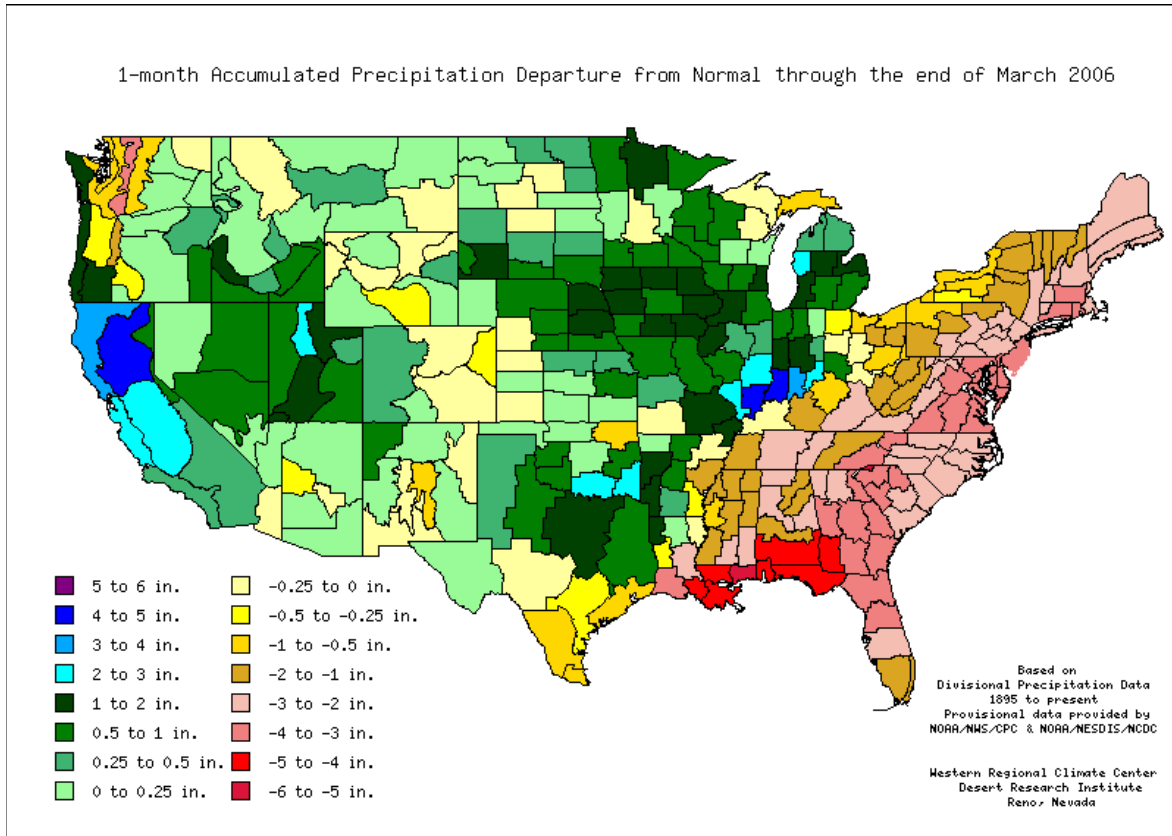 1-month Accumulated Precipitation Departure from Normal through the end of March 2006
5 to 6 in.
4 to 5 in.
3 to 4 in.
2 to 3 in.
1 to 2 in.
0.5 to 1 in.
0.25 to 0.5 in.
0 to 0.25 in.
-0.25 to 0 in.
-0.5 to -0.25 in.
-1 to -0.5 in.
-2 to -1 in.
-3 to -2 in.
-4 to -3 in.
-5 to -4 in.
-6 to -5 in.
Based on
Divisional Precipitation Data
1895 to present
Provisional data provided by
NOAA/NWS/CPC & NOAA/NESDIS/NCDC
Western Regional Climate Center
Desert Research Institute
Reno, Nevada